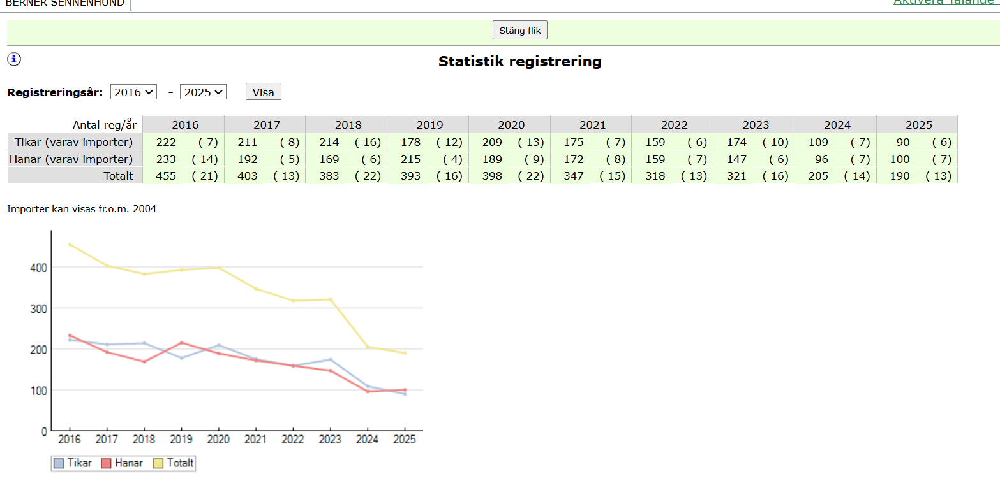 BERNER SENNENHUND
Aktivera Talande
Stäng flik
Statistik registrering
Registreringsår: 2016 - 2025 Visa
Antal reg/år 2016 2017 2018 2019 2020 2021 2022 2023 2024 2025
Tikar (varav importer) 222 ( 7) 211 ( 8) 214 ( 16) 178 ( 12) 209 ( 13) 175 ( 7) 159 ( 6) 174 ( 10) 109 ( 7) 90 ( 6)
Hanar (varav importer) 233 ( 14) 192 ( 5) 169 ( 6) 215 ( 4) 189 ( 9) 172 ( 8) 159 ( 7) 147 ( 6) 96 ( 7) 100 ( 7)
Totalt 455 ( 21) 403 ( 13) 383 ( 22) 393 ( 16) 398 ( 22) 347 ( 15) 318 ( 13) 321 ( 16) 205 ( 14) 190 ( 13)
Importer kan visas fr.o.m. 2004
400
300
200
100
0
2016 2017 2018 2019 2020 2021 2022 2023 2024 2025
Tikar Hanar Totalt